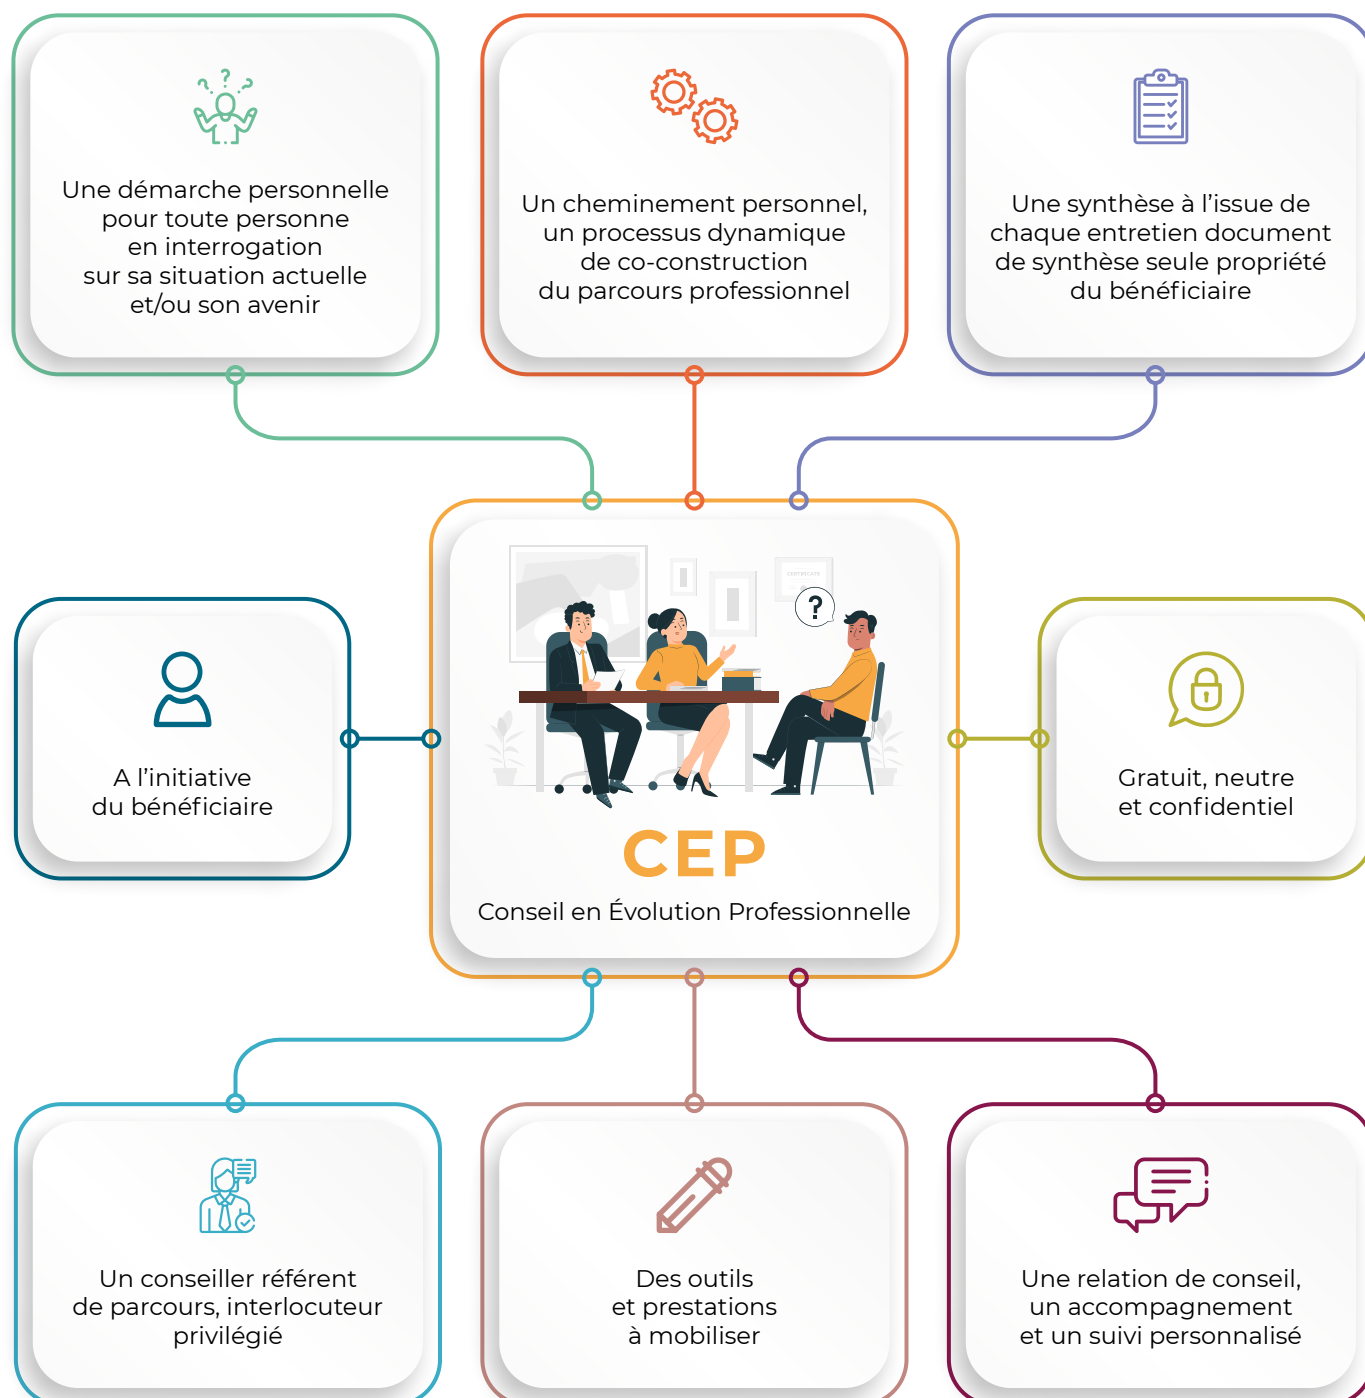 Une démarche personnelle
pour toute personne
en interrogation
sur sa situation actuelle
et/ou son avenir
Un cheminement personnel,
un processus dynamique
de co-construction
du parcours professionnel
Une synthèse à l’issue de
chaque entretien document
de synthèse seule propriété
du bénéficiaire
A l’initiative
du bénéficiaire
CERTIFICATE
?
CEP
Conseil en Évolution Professionnelle
Gratuit, neutre
et confidentiel
Un conseiller référent
de parcours, interlocuteur
privilégié
Des outils
et prestations
à mobiliser
Une relation de conseil,
un accompagnement
et un suivi personnalisé